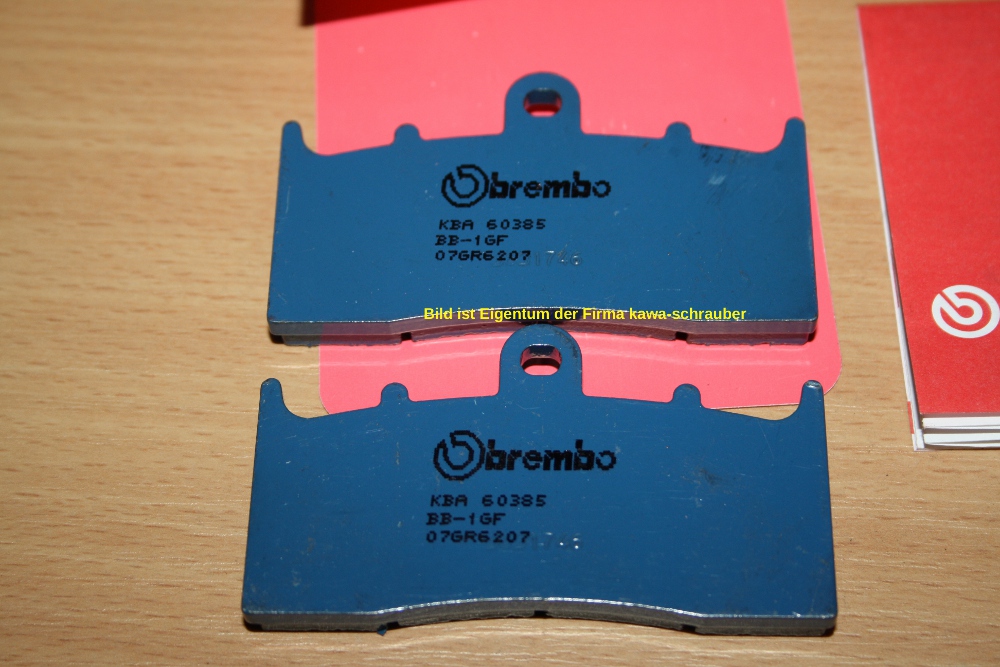 brembo
KBA 60385
BB-1GF
07GR6207
Bild ist Eigentum der Firma kawa-schrauber
brembo
KBA 60385
BB-1GF
07GR6207